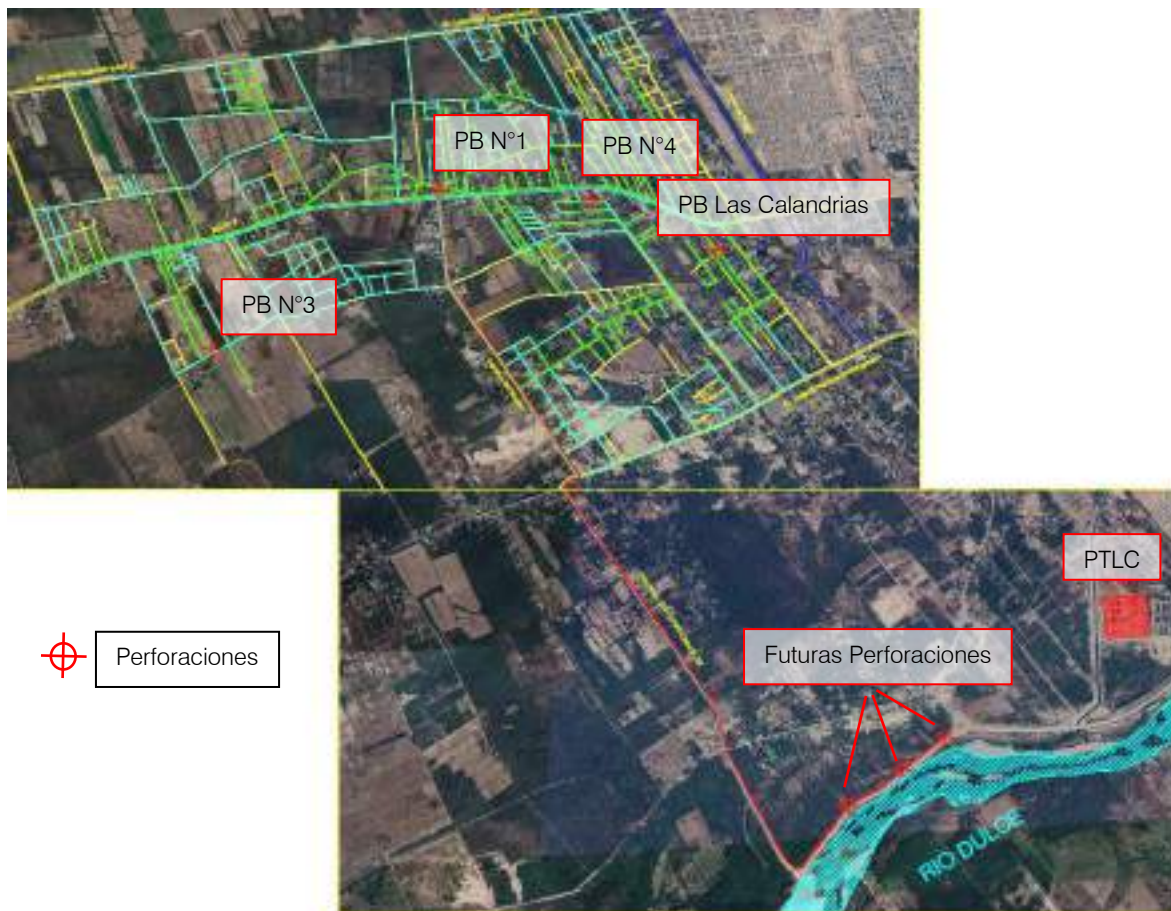 PB N°1
PB N°4
PB Las Calandrias
PB N°3
PTLC
Perforaciones
Futuras Perforaciones
RIO DULCE